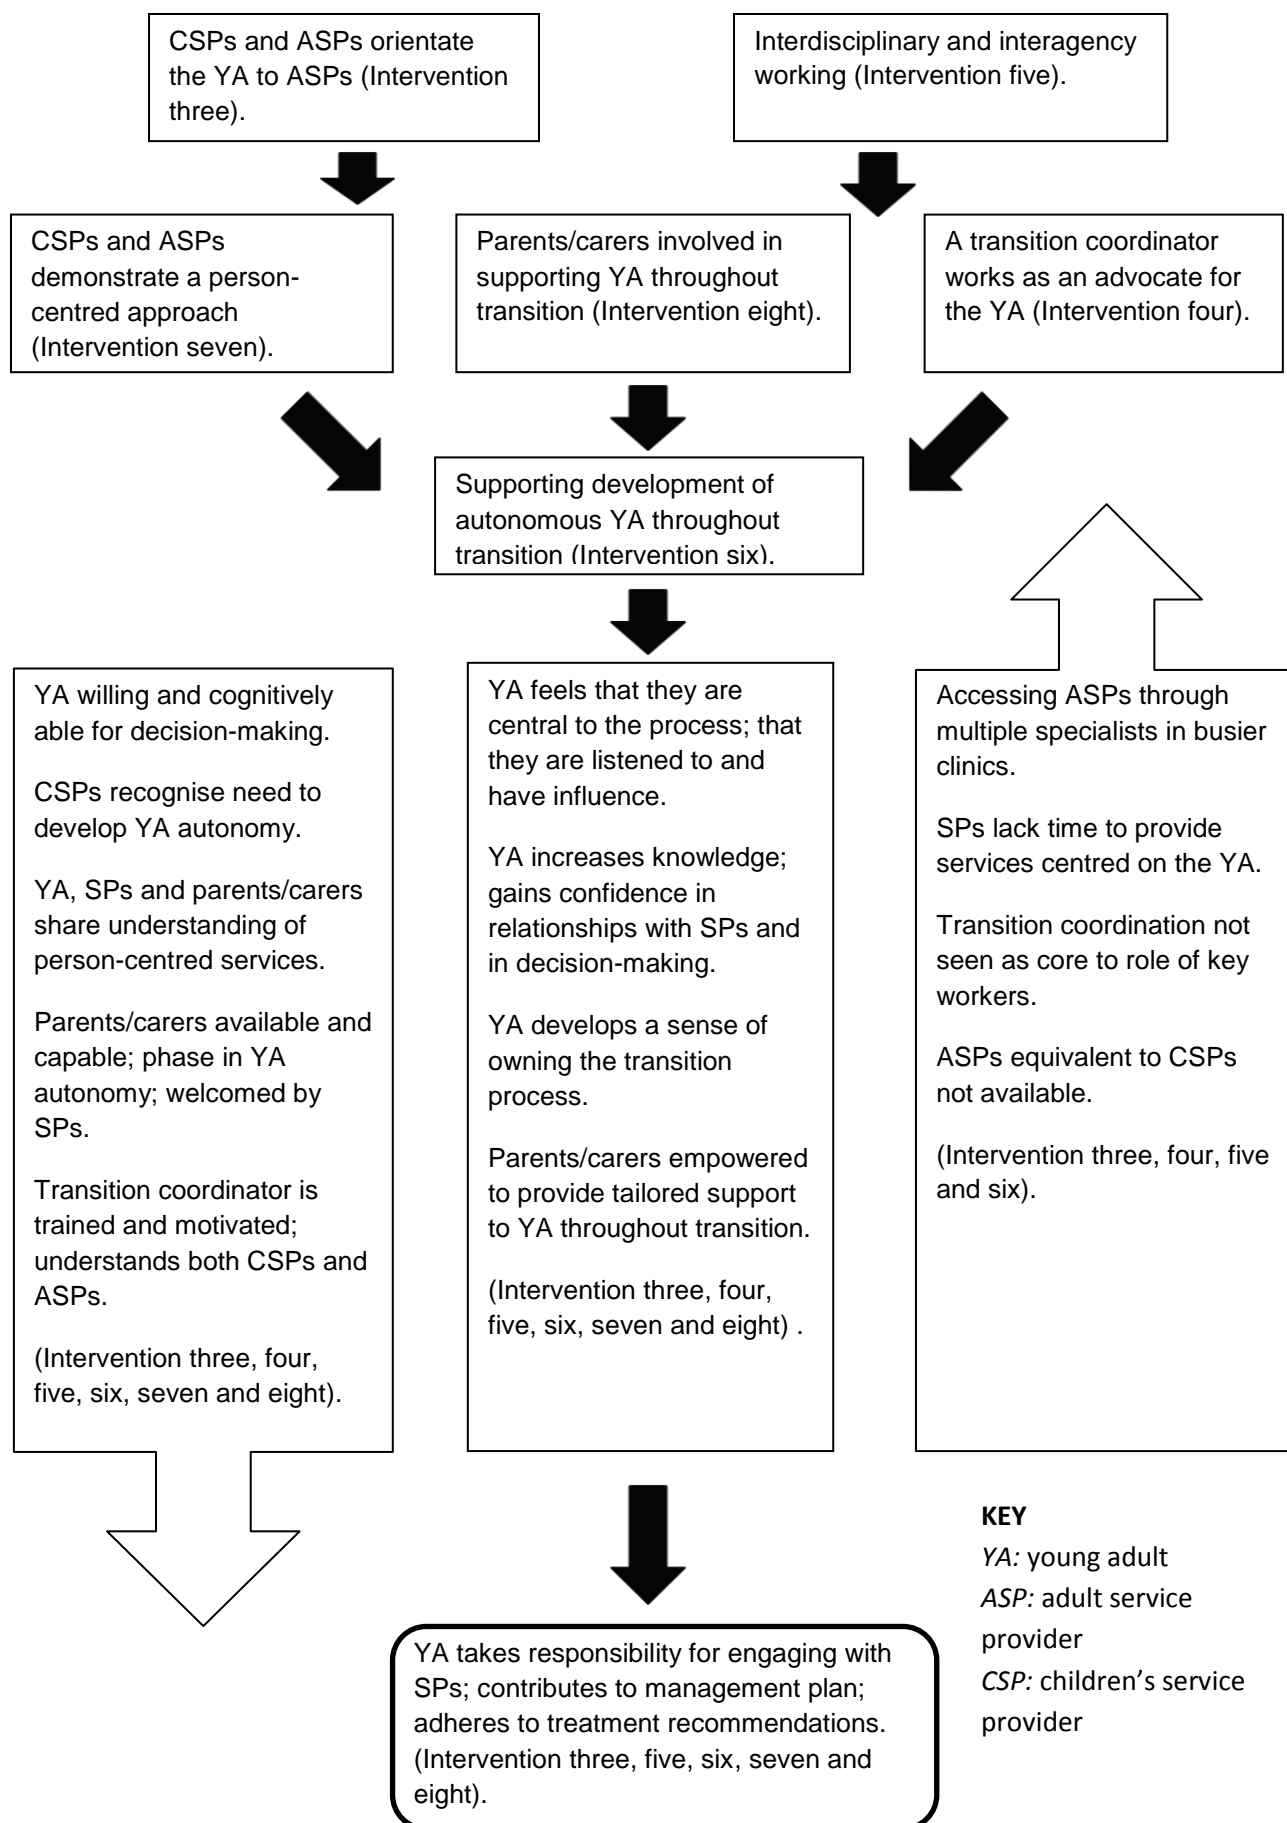 CSPs and ASPs orientate
the YA to ASPs (Intervention
three).
Interdisciplinary and interagency
working (Intervention five).
CSPs and ASPs
demonstrate a person-
centred approach
(Intervention seven).
Parents/carers involved in
supporting YA throughout
transition (Intervention eight).
A transition coordinator
works as an advocate for
the YA (Intervention four).
Supporting development of
autonomous YA throughout
transition (Intervention six).
YA willing and cognitively
able for decision-making.
CSPs recognise need to
develop YA autonomy.
YA, SPs and parents/carers
share understanding of
person-centred services.
Parents/carers available and
capable; phase in YA
autonomy; welcomed by
SPs.
Transition coordinator is
trained and motivated;
understands both CSPs and
ASPs.
(Intervention three, four,
five, six, seven and eight).
YA feels that they are
central to the process; that
they are listened to and
have influence.
YA increases knowledge;
gains confidence in
relationships with SPs and
in decision-making.
YA develops a sense of
owning the transition
process.
Parents/carers empowered
to provide tailored support
to YA throughout transition.
(Intervention three, four,
five, six, seven and eight) .
Accessing ASPs through
multiple specialists in busier
clinics.
SPs lack time to provide
services centred on the YA.
Transition coordination not
seen as core to role of key
workers.
ASPs equivalent to CSPs
not available.
(Intervention three, four, five
and six).
YA takes responsibility for engaging with
SPs; contributes to management plan;
adheres to treatment recommendations.
(Intervention three, five, six, seven and
eight).
KEY
YA: young adult
ASP: adult service
provider
CSP: children’s service
provider